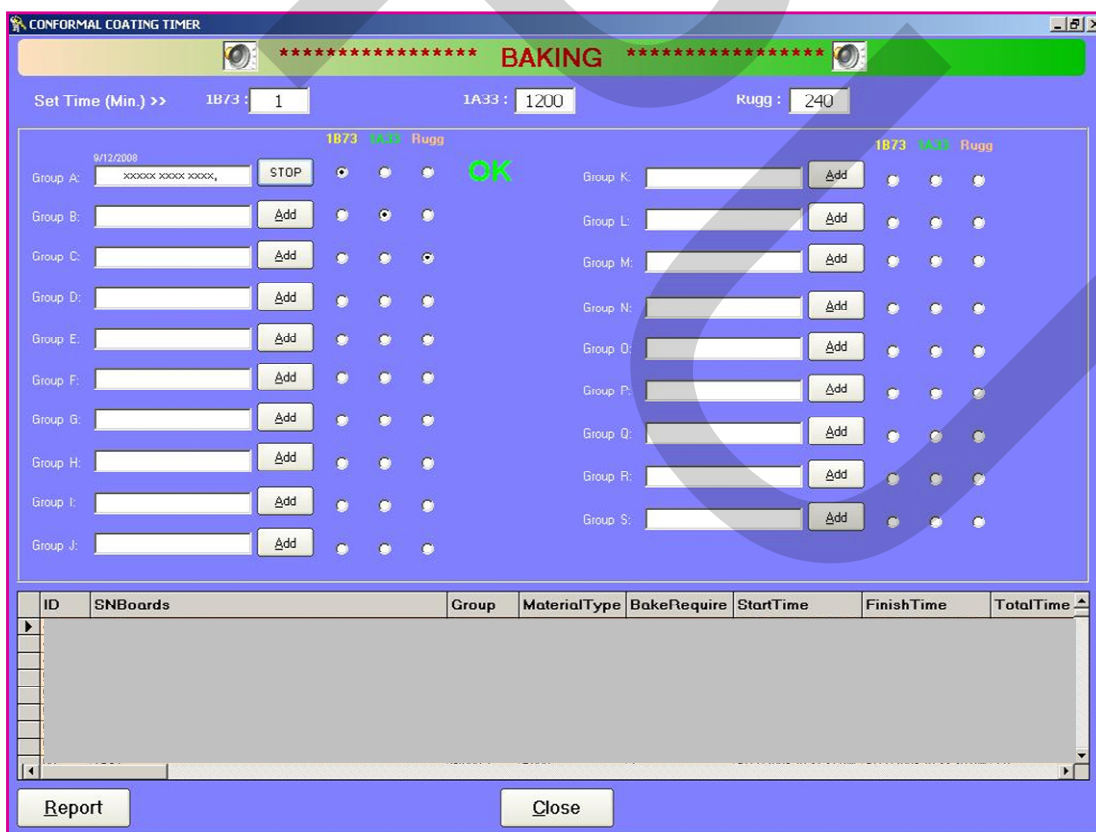 CONFORMAL COATING TIMER
***************** BAKING *****************
Set Time (Min.) >> 1B73 : 1 1A33 : 1200 Rugg : 240
1B73 1A33 Rugg
1B73 1A33 Rugg
9/12/2008
Group A: xxxxx xxxx xxxx, STOP OK
Group K: Add
Group B: Add
Group L: Add
Group C: Add
Group M: Add
Group D: Add
Group N: Add
Group E: Add
Group O: Add
Group F: Add
Group P: Add
Group G: Add
Group Q: Add
Group H: Add
Group R: Add
Group I: Add
Group S: Add
Group J: Add
ID SNBoards Group MaterialType BakeRequire StartTime FinishTime TotalTime
Report Close